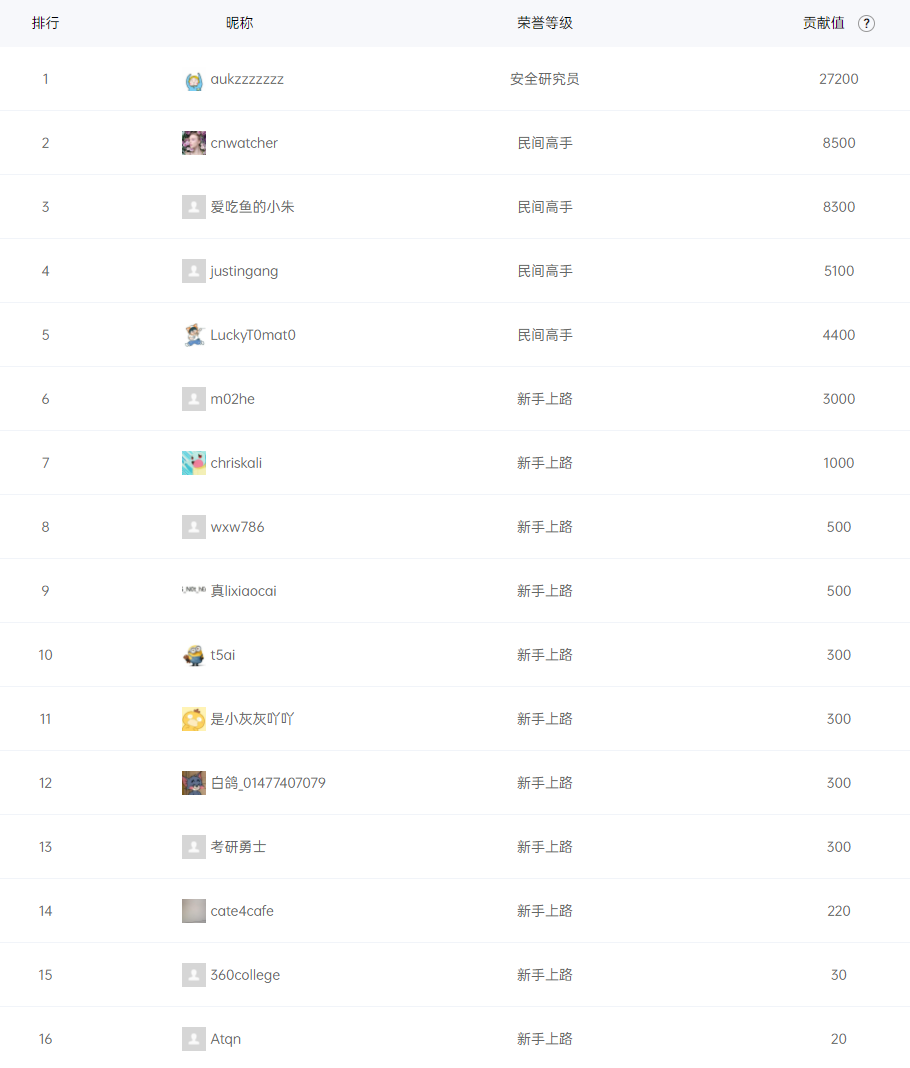 排行 昵称 荣誉等级 贡献值 ?
1 aukzzzzzzz 安全研究员 27200
2 cnwatcher 民间高手 8500
3 爱吃鱼的小朱 民间高手 8300
4 justingang 民间高手 5100
5 LuckyT0mat0 民间高手 4400
6 m02he 新手上路 3000
7 chriskali 新手上路 1000
8 wxw786 新手上路 500
9 真lixiaocai 新手上路 500
10 t5ai 新手上路 300
11 是小灰灰吖吖 新手上路 300
12 白鸽_01477407079 新手上路 300
13 考研勇士 新手上路 300
14 cate4cafe 新手上路 220
15 360college 新手上路 30
16 Atqn 新手上路 20